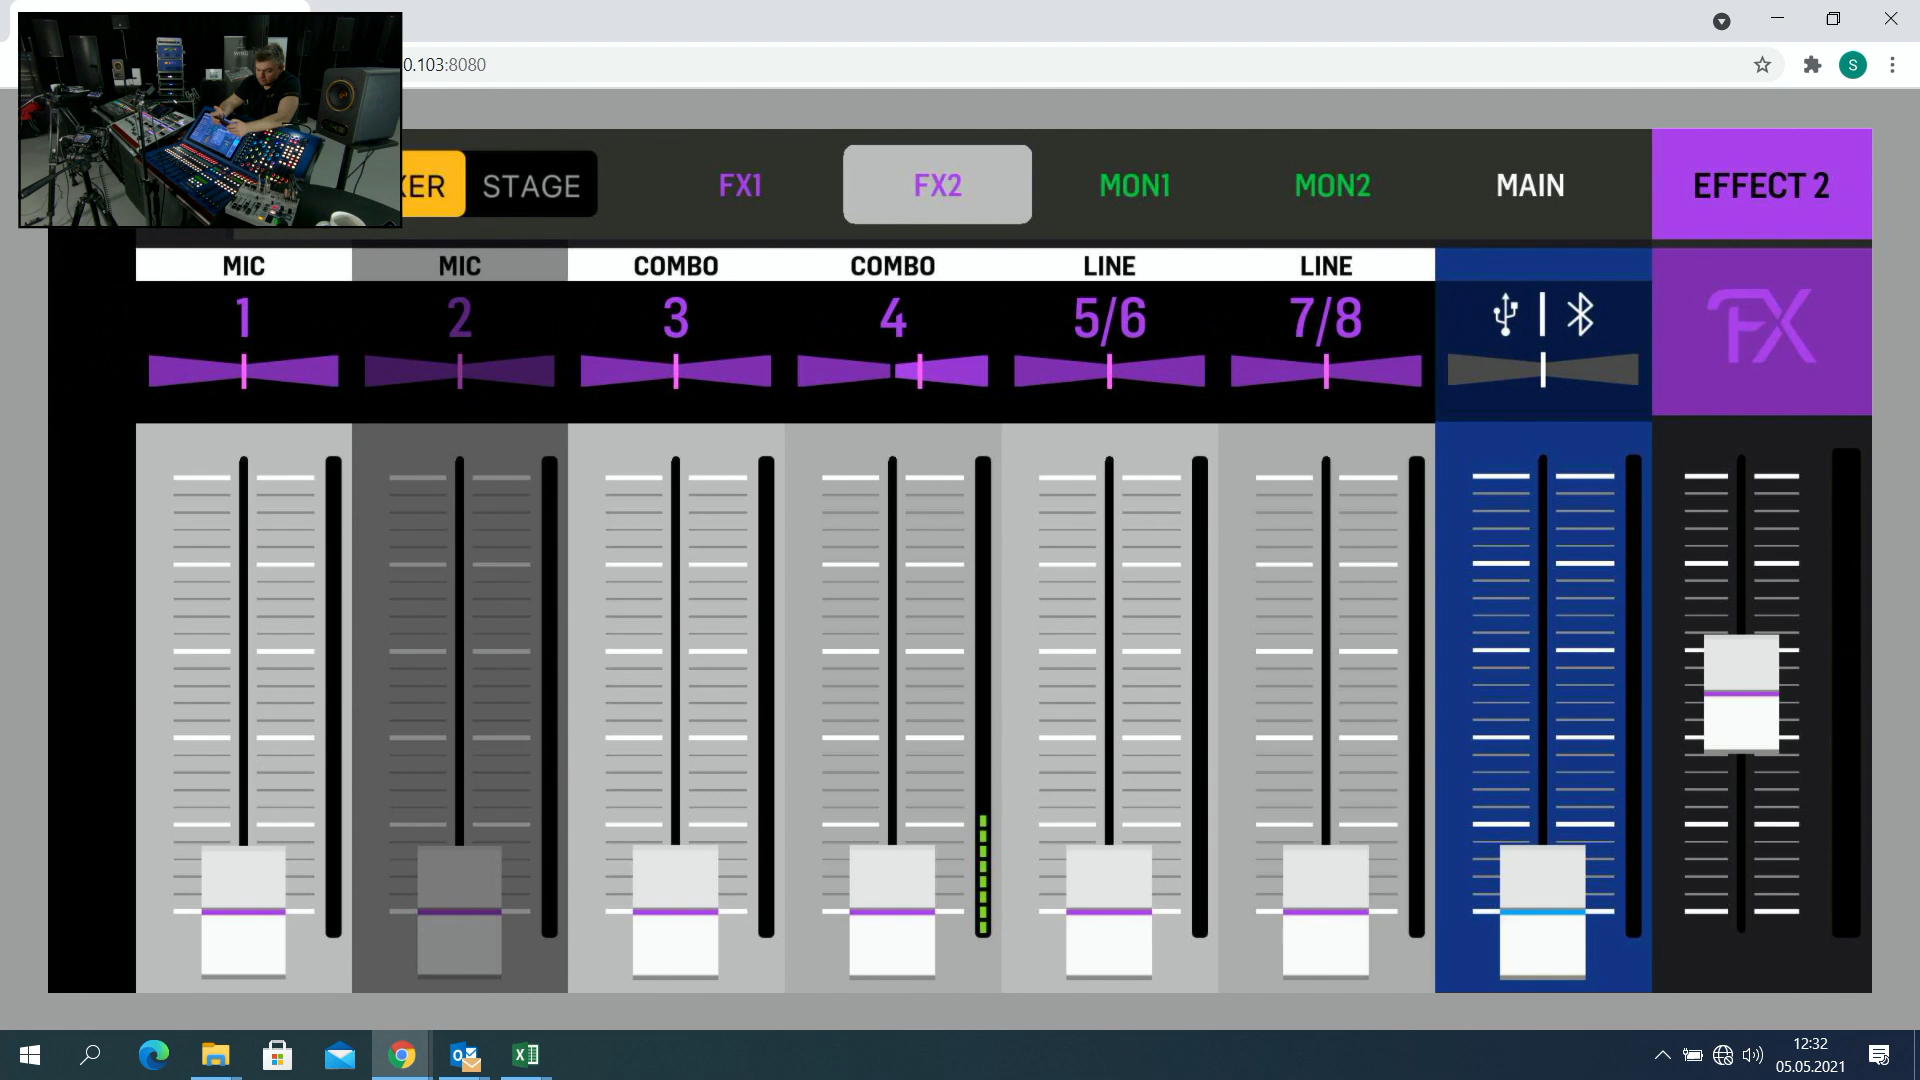 0.103:8080
S
XER STAGE FX1 FX2 MON1 MON2 MAIN EFFECT 2
MIC MIC COMBO COMBO LINE LINE
1 2 3 4 5/6 7/8 FX
12:32
05.05.2021